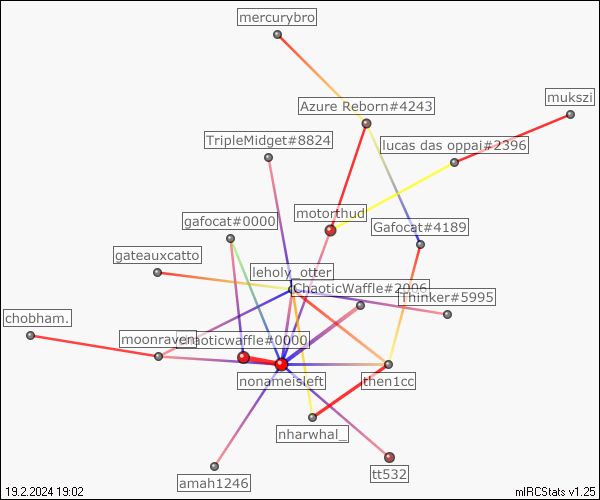 mercurybro
mukszi
Azure Reborn#4243
TripleMidget#8824
lucas das oppai#2396
motorthud
gafocat#0000
Gafocat#4189
gateauxcatto
leholy_otter
ChaoticWaffle#2006
Thinker#5995
chobham.
moonraven
chaoticwaffle#0000
nonameisleft
then1cc
nharwhal_
amah1246
tt532
19.2.2024 19:02
mIRCStats v1.25